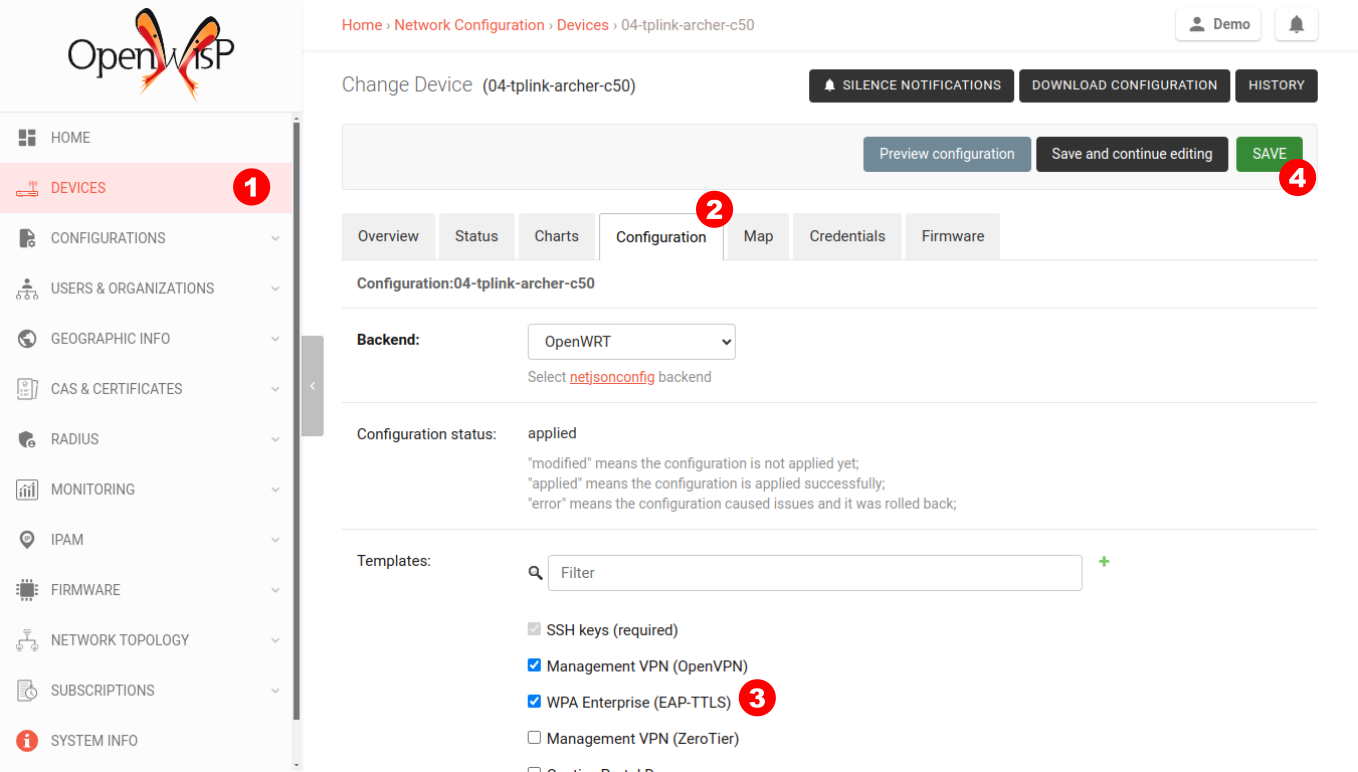 OpenWISP
Home › Network Configuration › Devices › 04-tplink-archer-c50
Demo
Change Device (04-tplink-archer-c50)
SILENCE NOTIFICATIONS
DOWNLOAD CONFIGURATION
HISTORY
HOME
DEVICES
1
CONFIGURATIONS
USERS & ORGANIZATIONS
GEOGRAPHIC INFO
CAS & CERTIFICATES
RADIUS
MONITORING
IPAM
FIRMWARE
NETWORK TOPOLOGY
SUBSCRIPTIONS
SYSTEM INFO
Preview configuration
Save and continue editing
SAVE
4
2
Overview
Status
Charts
Configuration
Map
Credentials
Firmware
Configuration:04-tplink-archer-c50
Backend:
OpenWRT
Select netjsonconfig backend
Configuration status:
applied
"modified" means the configuration is not applied yet;
"applied" means the configuration is applied successfully;
"error" means the configuration caused issues and it was rolled back;
Templates:
Filter
SSH keys (required)
Management VPN (OpenVPN)
WPA Enterprise (EAP-TTLS)
3
Management VPN (ZeroTier)